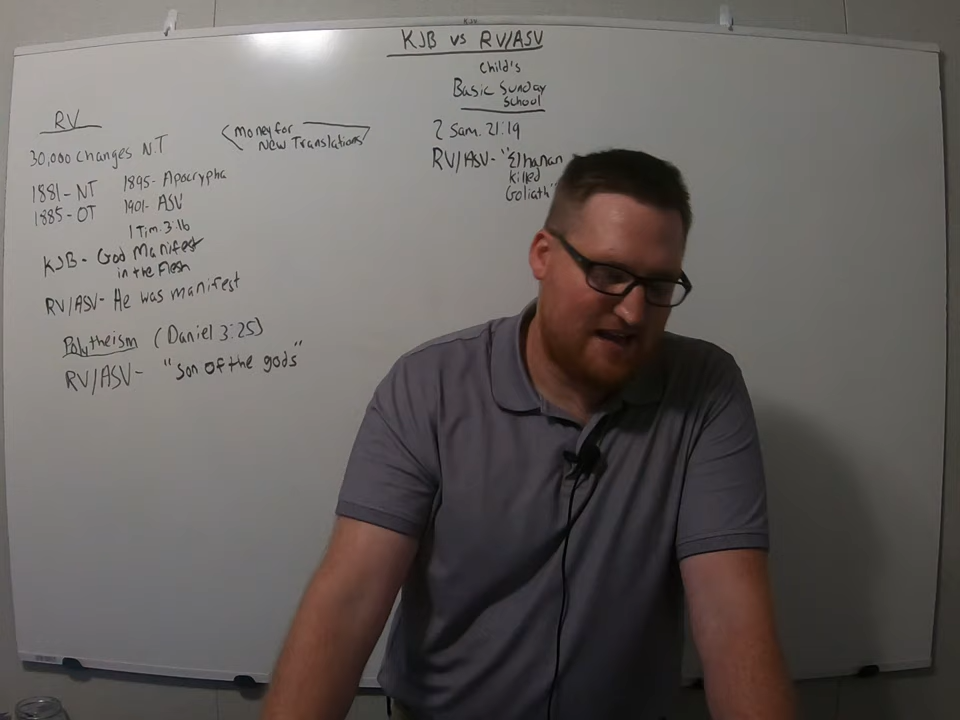 KJV
KJB vs RV/ASV
Child's
Basic Sunday
School
RV
30,000 changes N.T
<Money for
New Translations>
1881-NT 1895-Apocrypha
1885-OT 1901-ASV
1 Tim. 3:16
KJB- God Manifest
in the Flesh
RV/ASV- He was manifest
Polytheism (Daniel 3:25)
RV/ASV- "son of the gods"
2 Sam. 21:19
RV/ASV- "Elhanan
killed
Goliath"